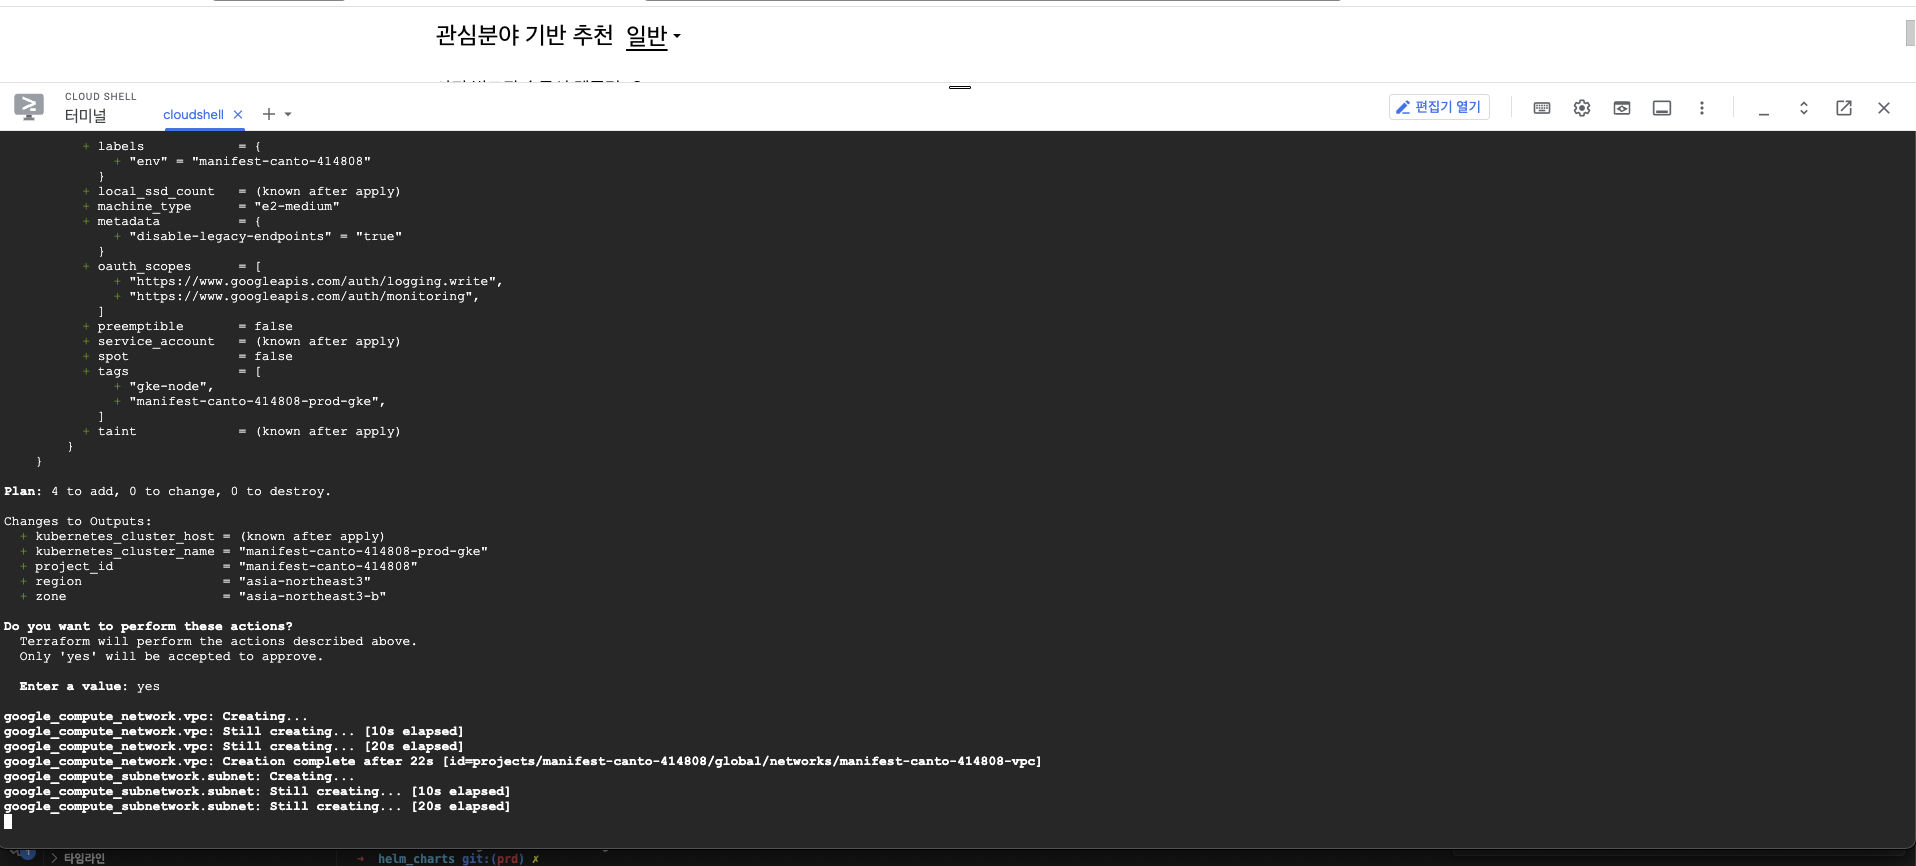 관심분야 기반 추천 일반
CLOUD SHELL
터미널
cloudshell
편집기 열기
+ labels = {
+ "env" = "manifest-canto-414808"
}
+ local_ssd_count = (known after apply)
+ machine_type = "e2-medium"
+ metadata = {
+ "disable-legacy-endpoints" = "true"
}
+ oauth_scopes = [
+ "https://www.googleapis.com/auth/logging.write",
+ "https://www.googleapis.com/auth/monitoring",
]
+ preemptible = false
+ service_account = (known after apply)
+ spot = false
+ tags = [
+ "gke-node",
+ "manifest-canto-414808-prod-gke",
]
+ taint = (known after apply)
}
}
Plan: 4 to add, 0 to change, 0 to destroy.
Changes to Outputs:
+ kubernetes_cluster_host = (known after apply)
+ kubernetes_cluster_name = "manifest-canto-414808-prod-gke"
+ project_id = "manifest-canto-414808"
+ region = "asia-northeast3"
+ zone = "asia-northeast3-b"
Do you want to perform these actions?
Terraform will perform the actions described above.
Only 'yes' will be accepted to approve.
Enter a value: yes
google_compute_network.vpc: Creating...
google_compute_network.vpc: Still creating... [10s elapsed]
google_compute_network.vpc: Still creating... [20s elapsed]
google_compute_network.vpc: Creation complete after 22s [id=projects/manifest-canto-414808/global/networks/manifest-canto-414808-vpc]
google_compute_subnetwork.subnet: Creating...
google_compute_subnetwork.subnet: Still creating... [10s elapsed]
google_compute_subnetwork.subnet: Still creating... [20s elapsed]
> 타임라인
→ helm_charts git:(prd) ✗